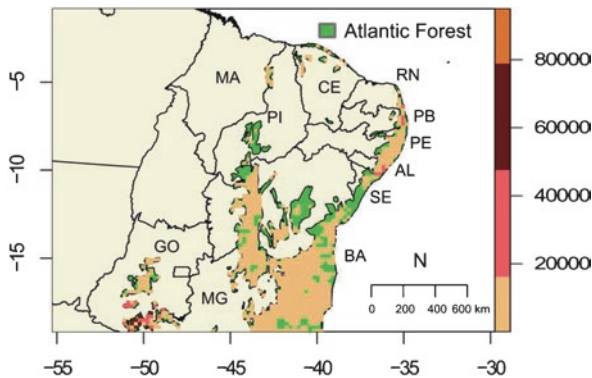 Atlantic Forest
MA
CE
RN
PI
PB
PE
AL
SE
GO
BA
MG
N
0 200 400 600 km
−5
−10
−15
−55 −50 −45 −40 −35 −30
80000
60000
40000
20000